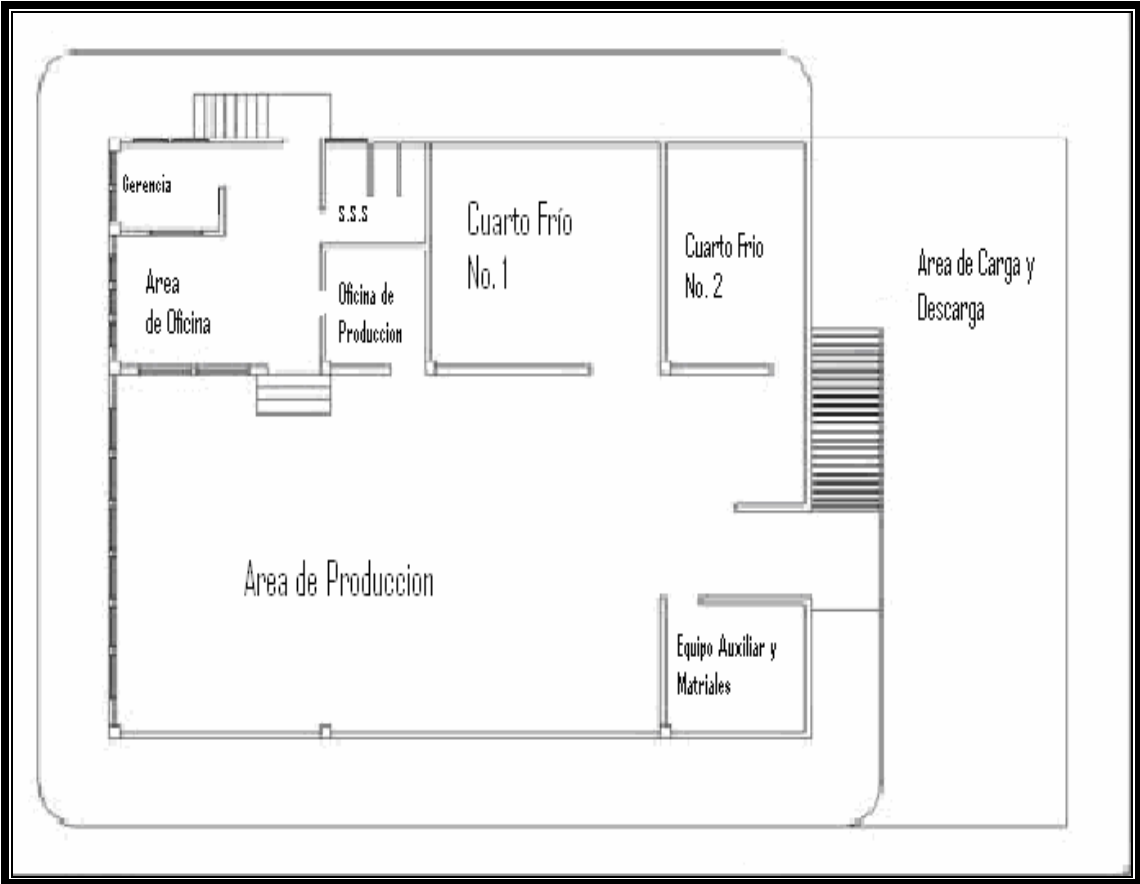 Gerencia
s.s.s
Cuarto Frío
No. 1
Cuarto Frio
No. 2
Area de Carga y
Descarga
Area
de Oficina
Oficina de
Produccion
Area de Produccion
Equipo Auxiliar y
Matriales